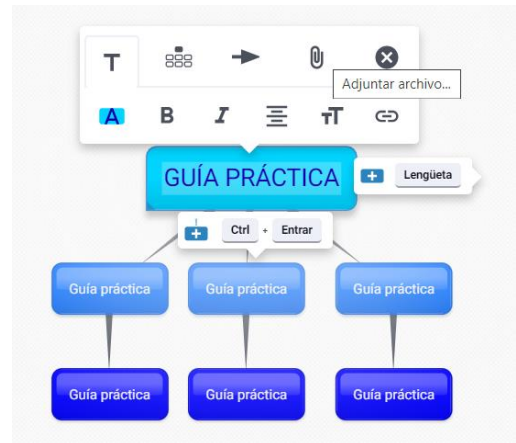 T
Adjuntar archivo...
A B I TT
GUÍA PRÁCTICA
Lengüeta
Ctrl + Entrar
Guía práctica Guía práctica Guía práctica
Guía práctica Guía práctica Guía práctica